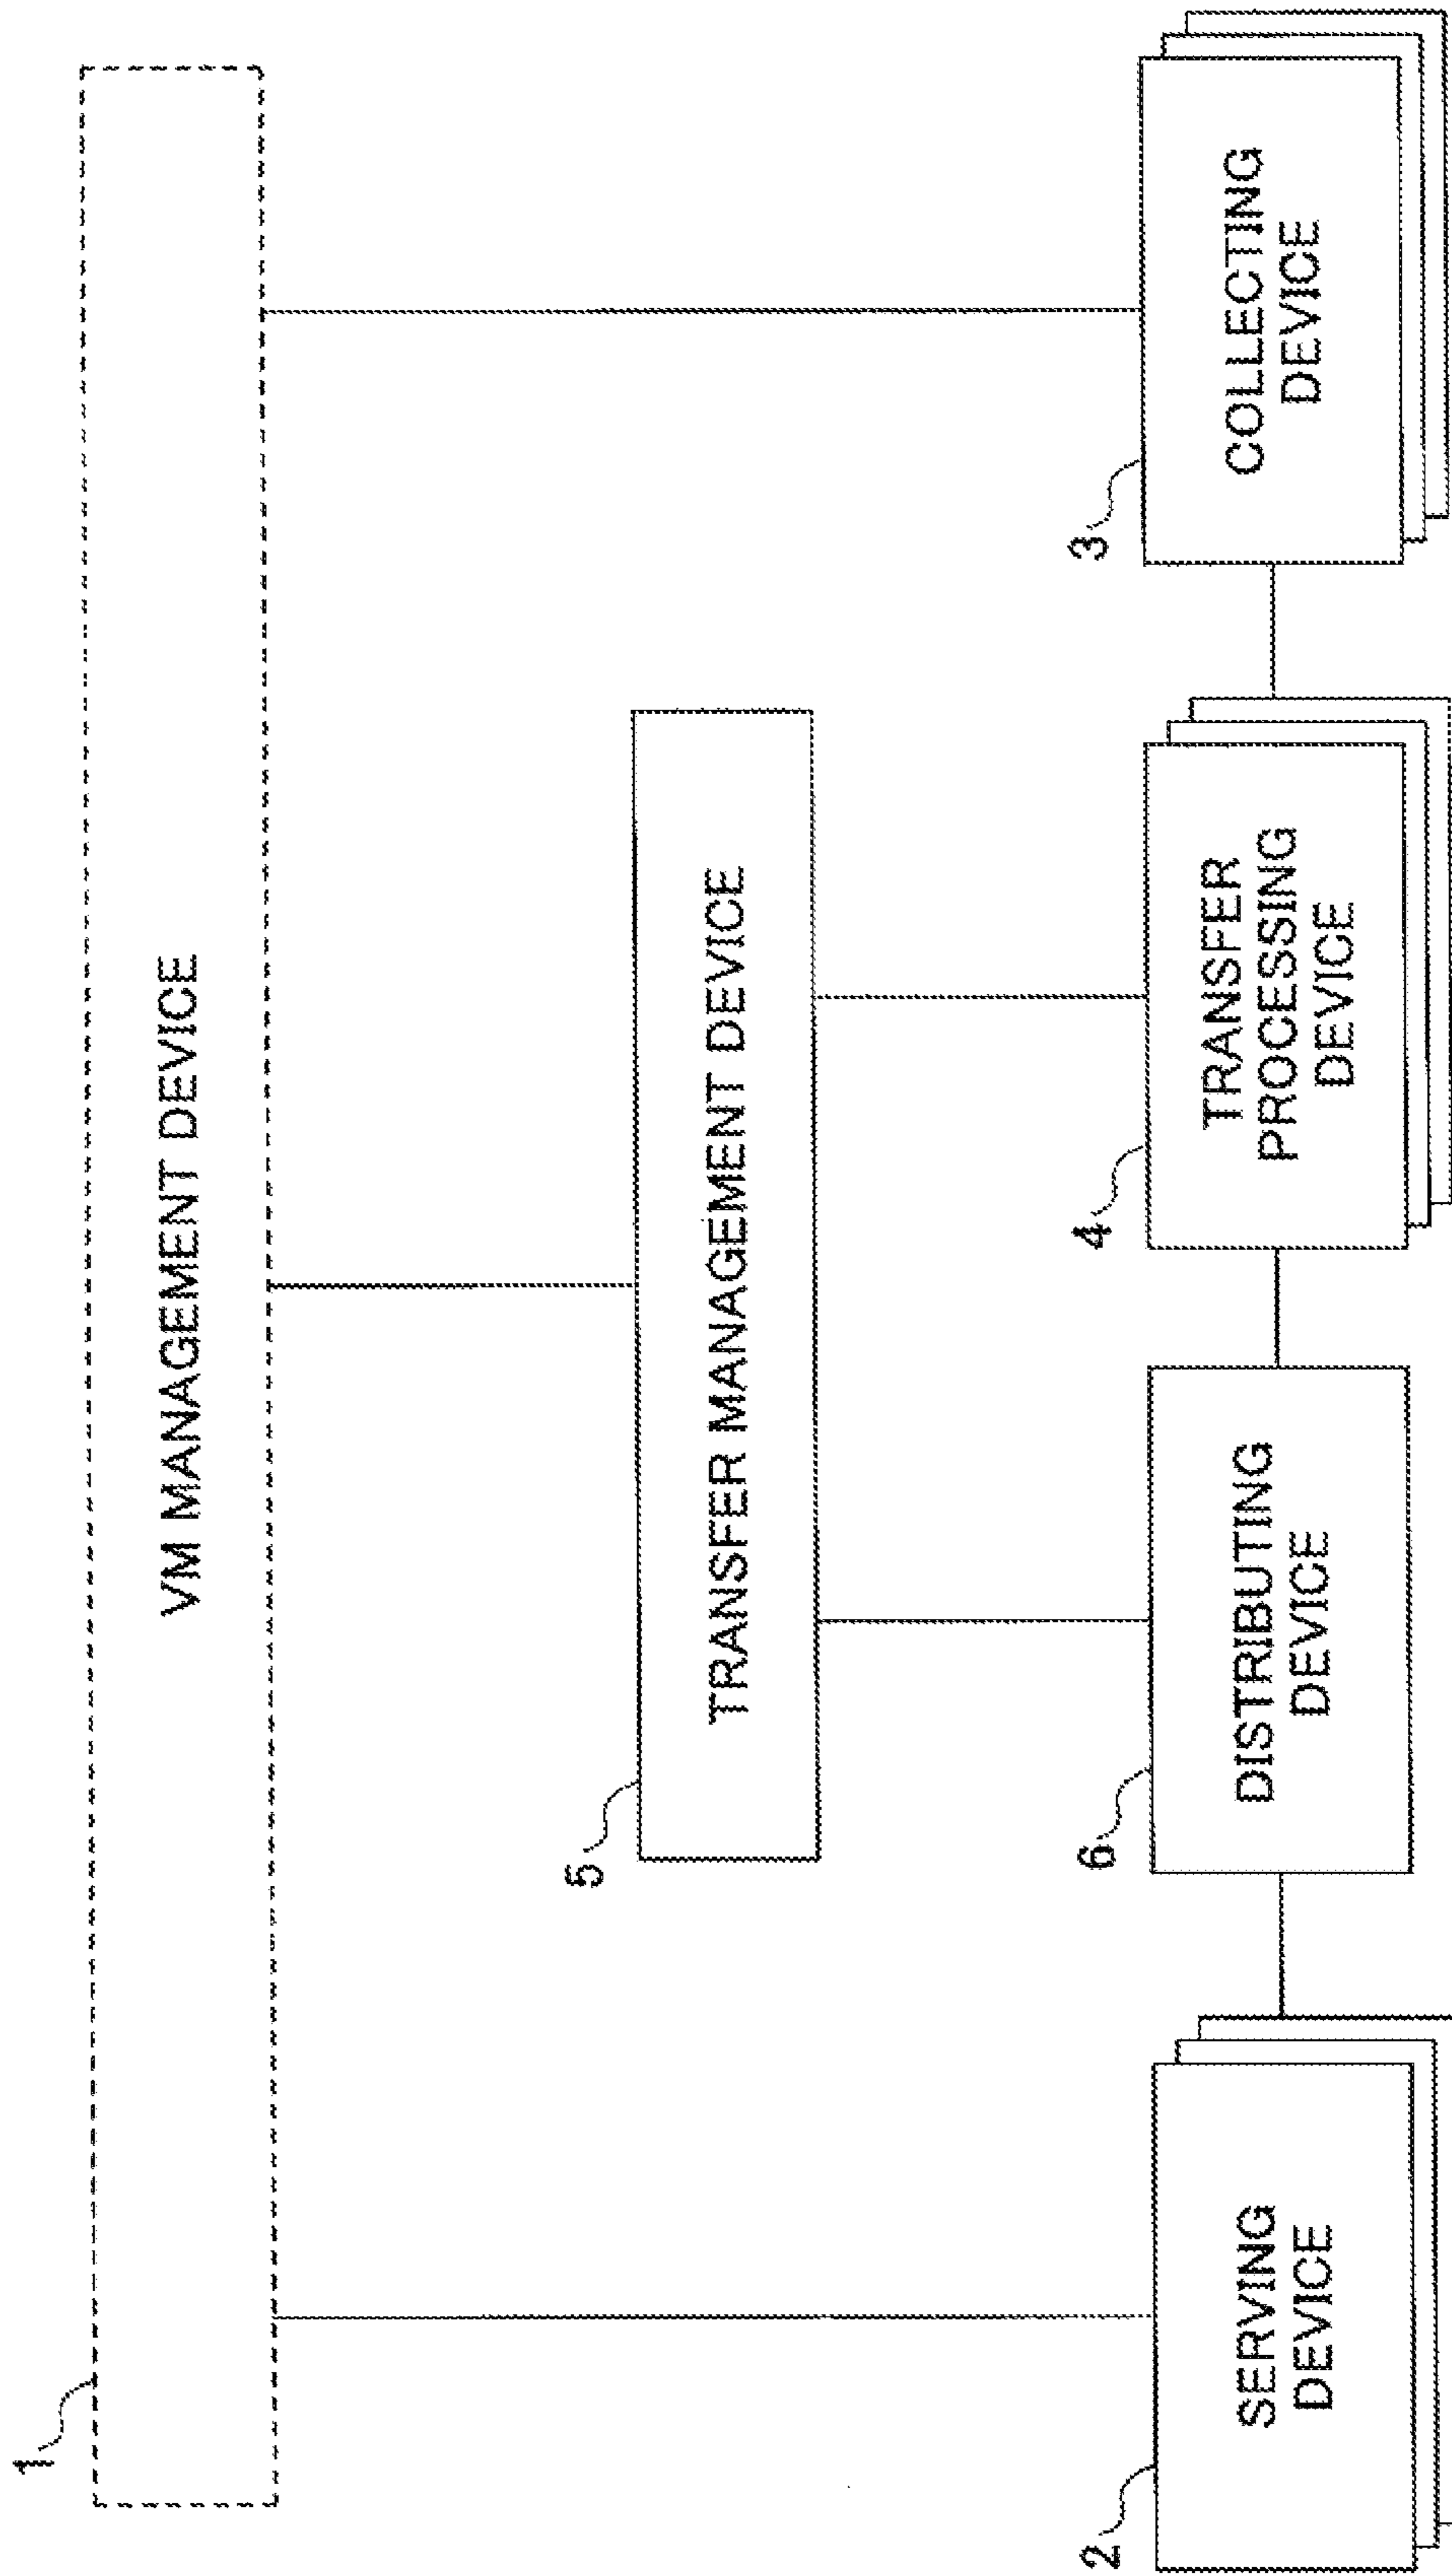 1
VM MANAGEMENT DEVICE
5
TRANSFER MANAGEMENT DEVICE
2
SERVING
DEVICE
6
DISTRIBUTING
DEVICE
4
TRANSFER
PROCESSING
DEVICE
3
COLLECTING
DEVICE